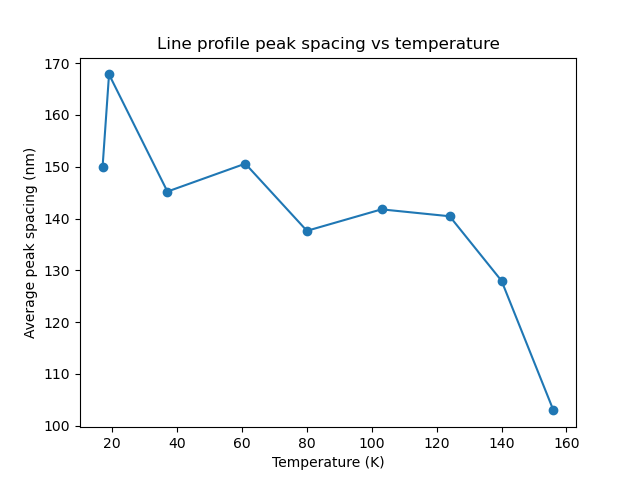 Line profile peak spacing vs temperature
Average peak spacing (nm)
170
160
150
140
130
120
110
100
20 40 60 80 100 120 140 160
Temperature (K)